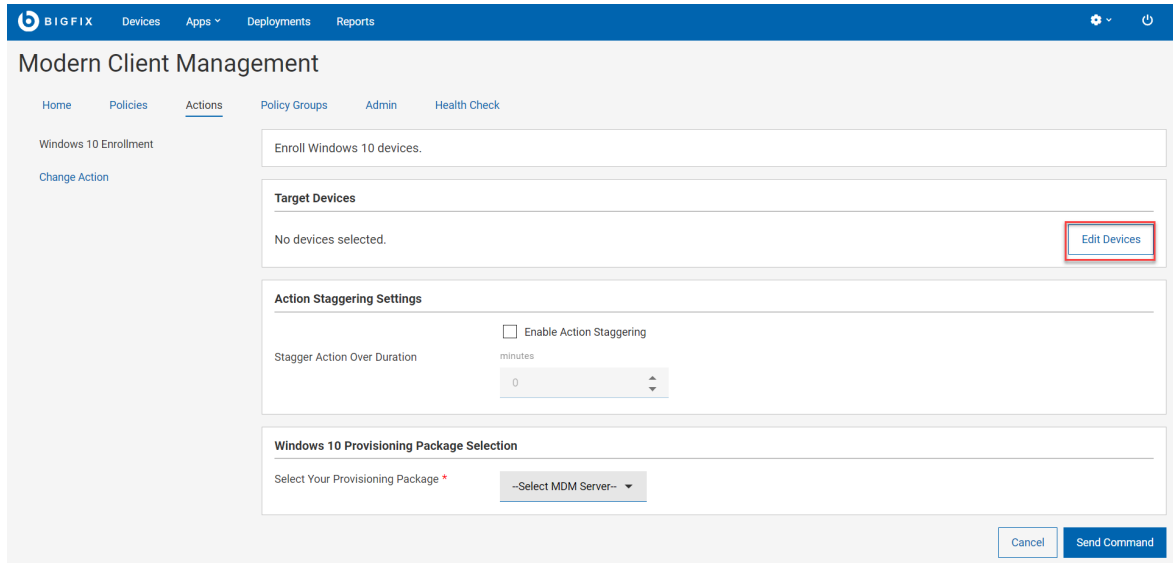 BIGFIX Devices Apps Deployments Reports
Modern Client Management
Home Policies Actions Policy Groups Admin Health Check
Windows 10 Enrollment
Change Action
Enroll Windows 10 devices.
Target Devices
No devices selected.
Edit Devices
Action Staggering Settings
Enable Action Staggering
Stagger Action Over Duration
minutes
0
Windows 10 Provisioning Package Selection
Select Your Provisioning Package *
--Select MDM Server--
Cancel Send Command